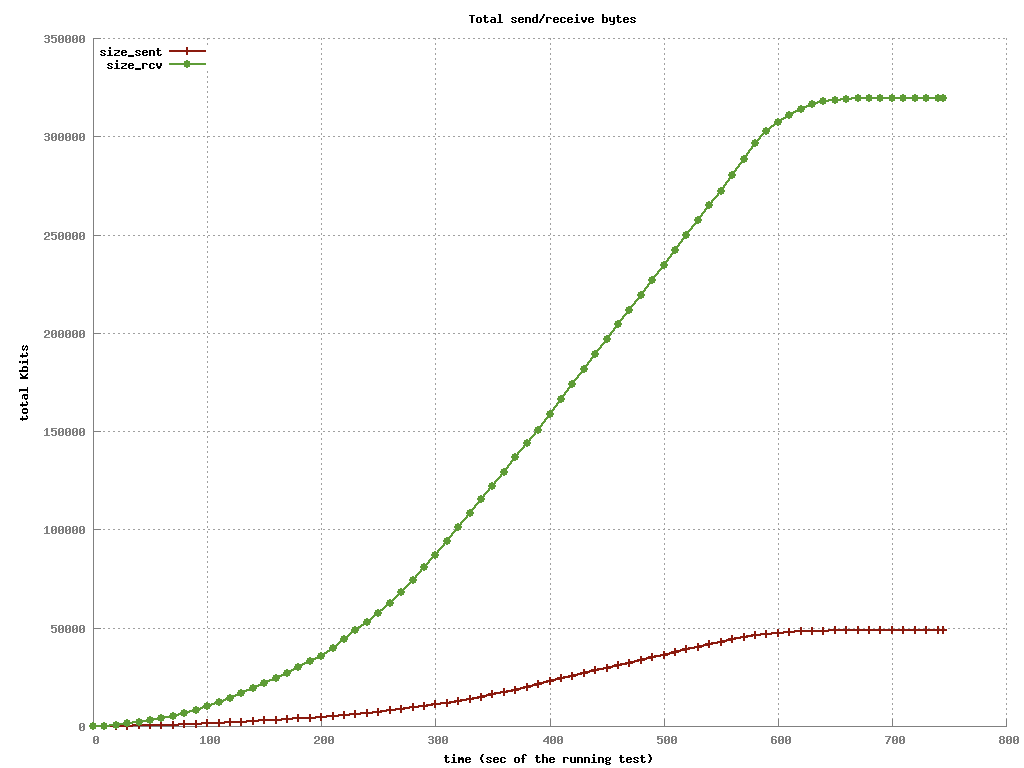 Total send/receive bytes
size_sent
size_rcv
350000
300000
250000
200000
150000
100000
50000
0
total Kbits
0 100 200 300 400 500 600 700 800
time (sec of the running test)